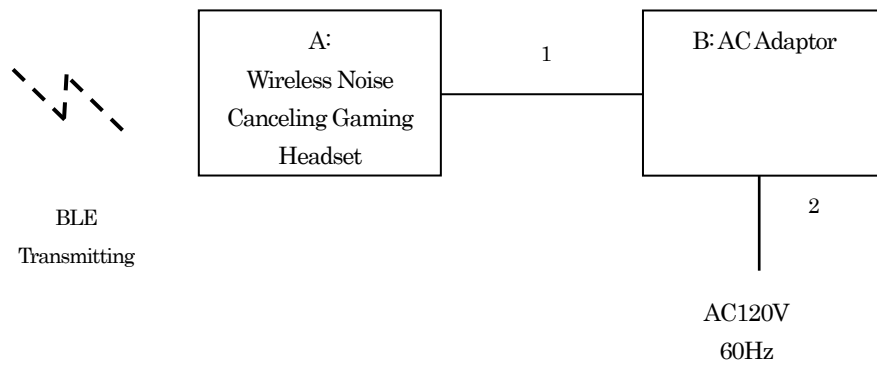 A:
Wireless Noise
Canceling Gaming
Headset
1
B: AC Adaptor
2
BLE
Transmitting
AC120V
60Hz